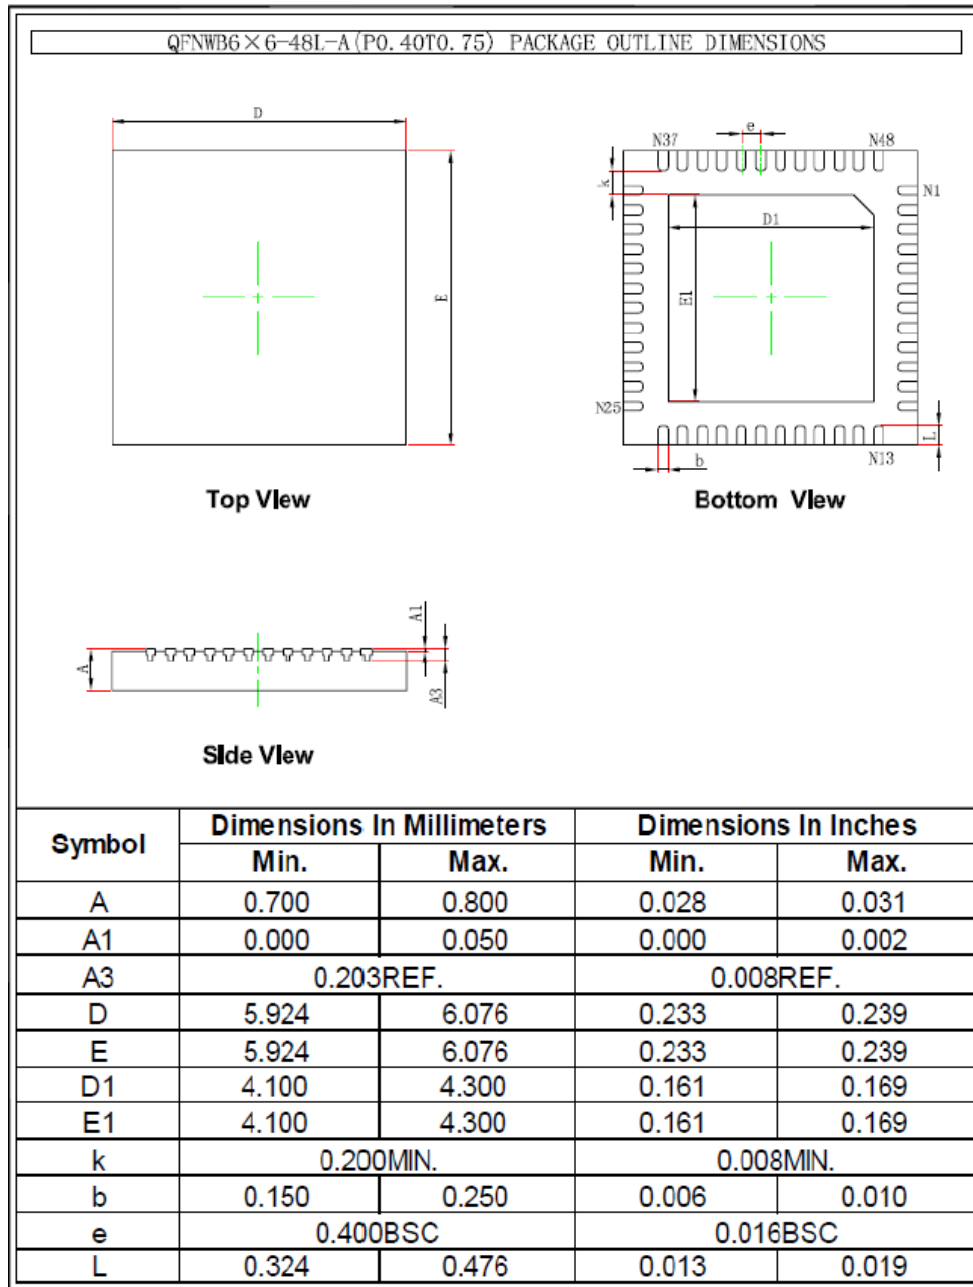 QFNWB6×6-48L-A(P0.40T0.75) PACKAGE OUTLINE DIMENSIONS
D
E
Top View
N37
e
N48
k
N1
D1
E1
N25
L
b
N13
Bottom View
A1
A
A3
Side View
Symbol Dimensions In Millimeters Dimensions In Inches
Min. Max. Min. Max.
A 0.700 0.800 0.028 0.031
A1 0.000 0.050 0.000 0.002
A3 0.203REF. 0.008REF.
D 5.924 6.076 0.233 0.239
E 5.924 6.076 0.233 0.239
D1 4.100 4.300 0.161 0.169
E1 4.100 4.300 0.161 0.169
k 0.200MIN. 0.008MIN.
b 0.150 0.250 0.006 0.010
e 0.400BSC 0.016BSC
L 0.324 0.476 0.013 0.019